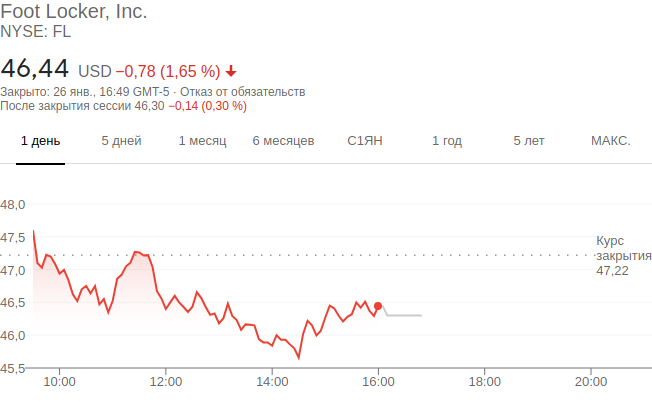 Foot Locker, Inc.
NYSE: FL
46,44 USD −0,78 (1,65 %)
Закрыто: 26 янв., 16:49 GMT-5 · Отказ от обязательств
После закрытия сессии 46,30 −0,14 (0,30 %)
1 день 5 дней 1 месяц 6 месяцев С1ЯН 1 год 5 лет МАКС.
48,0
47,5
Курс
закрытия
47,22
47,0
46,5
46,0
45,5
10:00 12:00 14:00 16:00 18:00 20:00